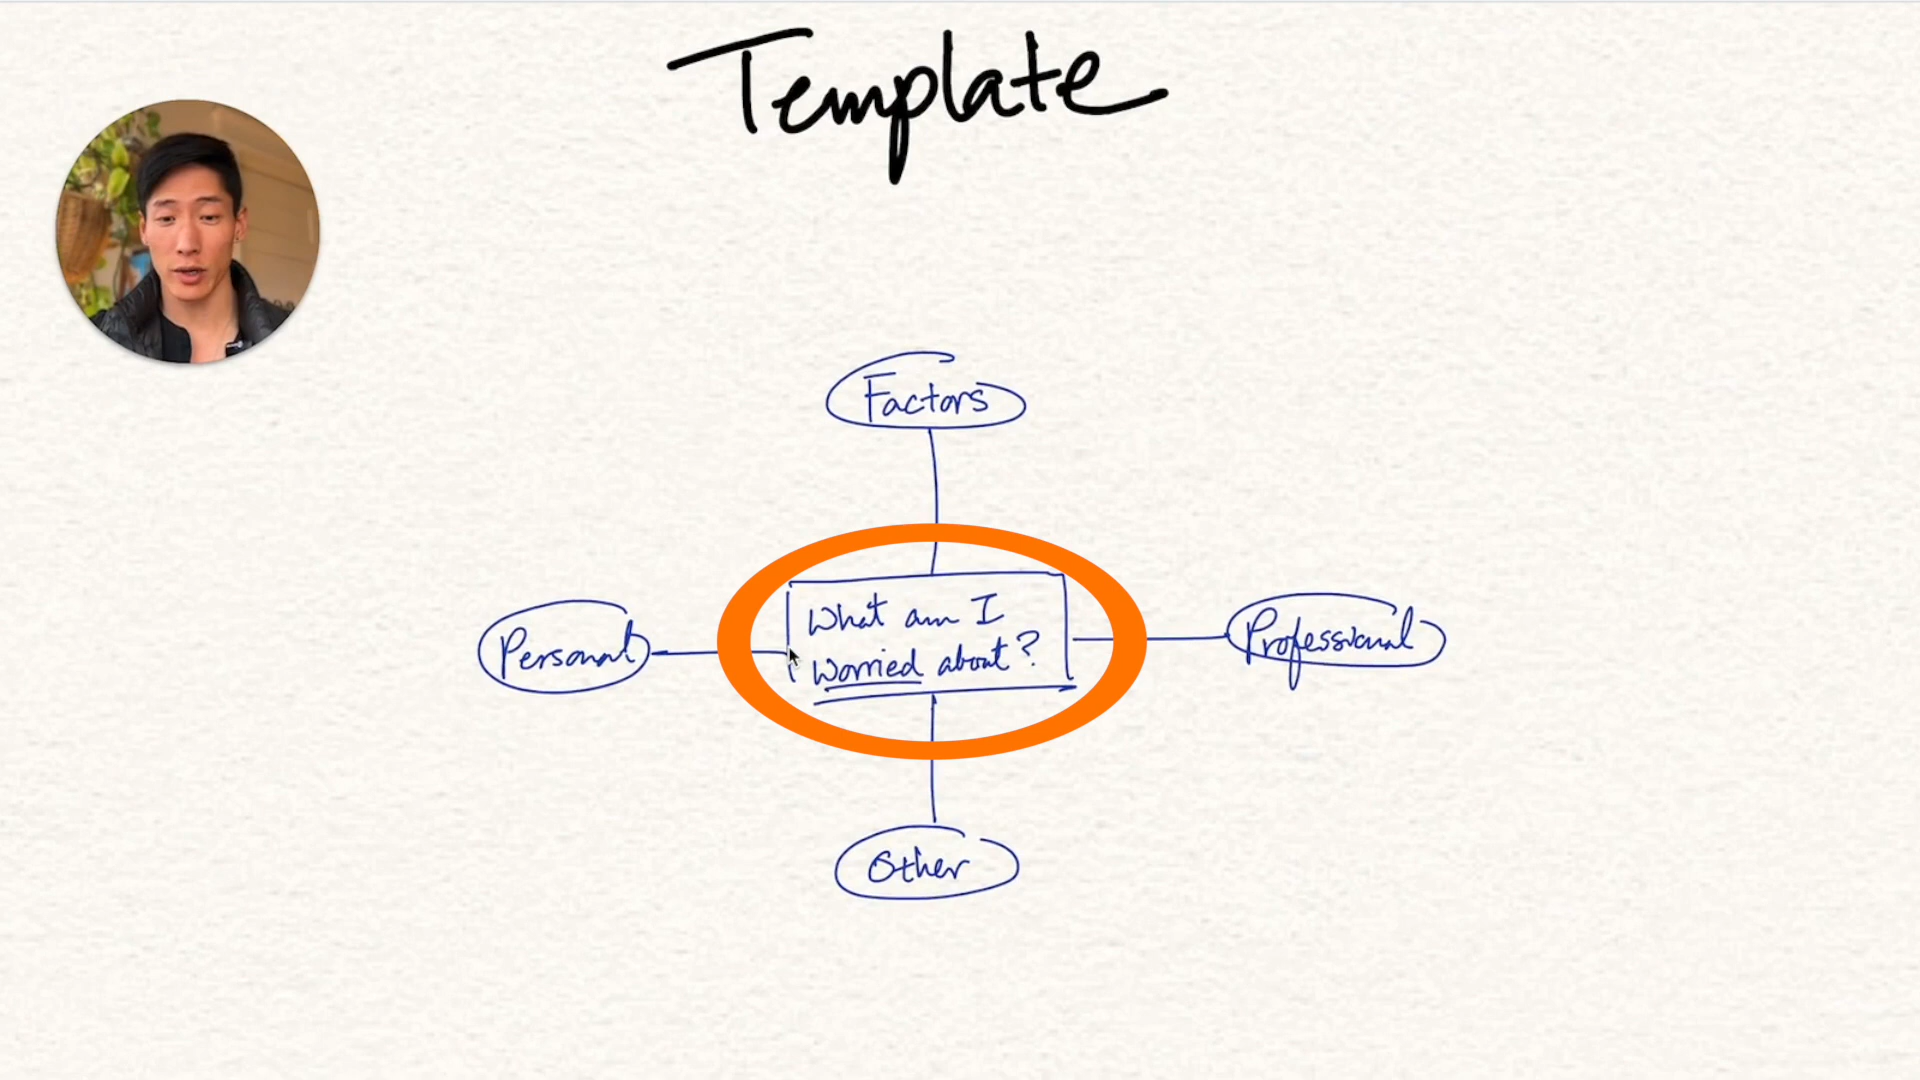 Template
Factors
What am I
worried about?
Personal
Professional
Other